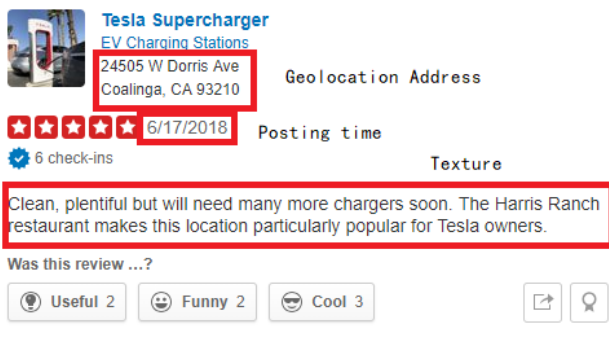 Tesla Supercharger
EV Charging Stations
24505 W Dorris Ave
Coalinga, CA 93210
Geolocation Address
6/17/2018
Posting time
6 check-ins
Texture
Clean, plentiful but will need many more chargers soon. The Harris Ranch
restaurant makes this location particularly popular for Tesla owners.
Was this review …?
Useful 2
Funny 2
Cool 3